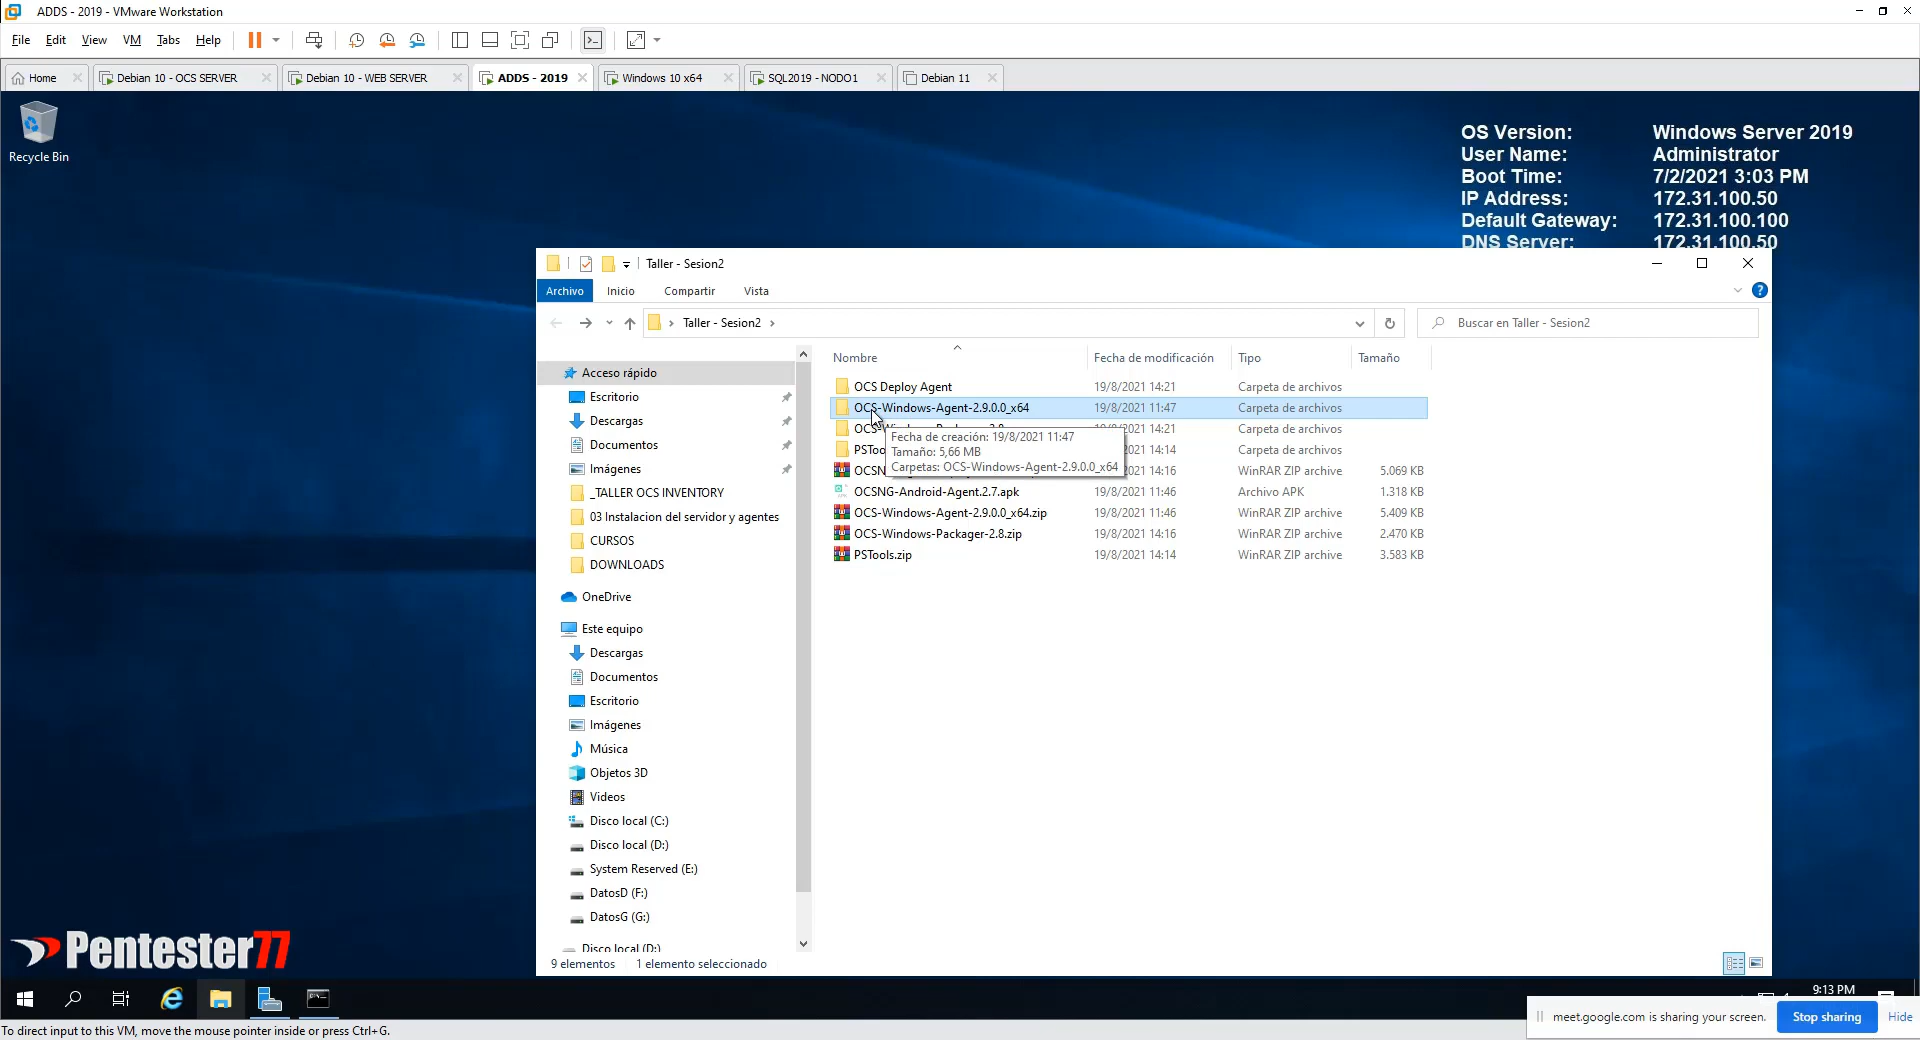 ADDS - 2019 - VMware Workstation
File Edit View VM Tabs Help
Home
Debian 10 - OCS SERVER
Debian 10 - WEB SERVER
ADDS - 2019
Windows 10 x64
SQL2019 - NODO1
Debian 11
Recycle Bin
OS Version: Windows Server 2019
User Name: Administrator
Boot Time: 7/2/2021 3:03 PM
IP Address: 172.31.100.50
Default Gateway: 172.31.100.100
DNS Server: 172.31.100.50
Taller - Sesion2
Archivo Inicio Compartir Vista
Taller - Sesion2
Buscar en Taller - Sesion2
Nombre Fecha de modificación Tipo Tamaño
OCS Deploy Agent 19/8/2021 14:21 Carpeta de archivos
OCS-Windows-Agent-2.9.0.0_x64 19/8/2021 11:47 Carpeta de archivos
14:21 Carpeta de archivos
14:14 Carpeta de archivos
14:16 WinRAR ZIP archive 5.069 KB
OCSNG-Android-Agent.2.7.apk 19/8/2021 11:46 Archivo APK 1.318 KB
OCS-Windows-Agent-2.9.0.0_x64.zip 19/8/2021 11:46 WinRAR ZIP archive 5.409 KB
OCS-Windows-Packager-2.8.zip 19/8/2021 14:16 WinRAR ZIP archive 2.470 KB
PSTools.zip 19/8/2021 14:14 WinRAR ZIP archive 3.583 KB
Fecha de creación: 19/8/2021 11:47
Tamaño: 5,66 MB
Carpetas: OCS-Windows-Agent-2.9.0.0_x64
Acceso rápido
Escritorio
Descargas
Documentos
Imágenes
_TALLER OCS INVENTORY
03 Instalacion del servidor y agentes
CURSOS
DOWNLOADS
OneDrive
Este equipo
Descargas
Documentos
Escritorio
Imágenes
Música
Objetos 3D
Videos
Disco local (C:)
Disco local (D:)
System Reserved (E:)
DatosD (F:)
DatosG (G:)
Disco local (D:)
9 elementos 1 elemento seleccionado
Pentester77
9:13 PM
meet.google.com is sharing your screen. Stop sharing Hide
To direct input to this VM, move the mouse pointer inside or press Ctrl+G.